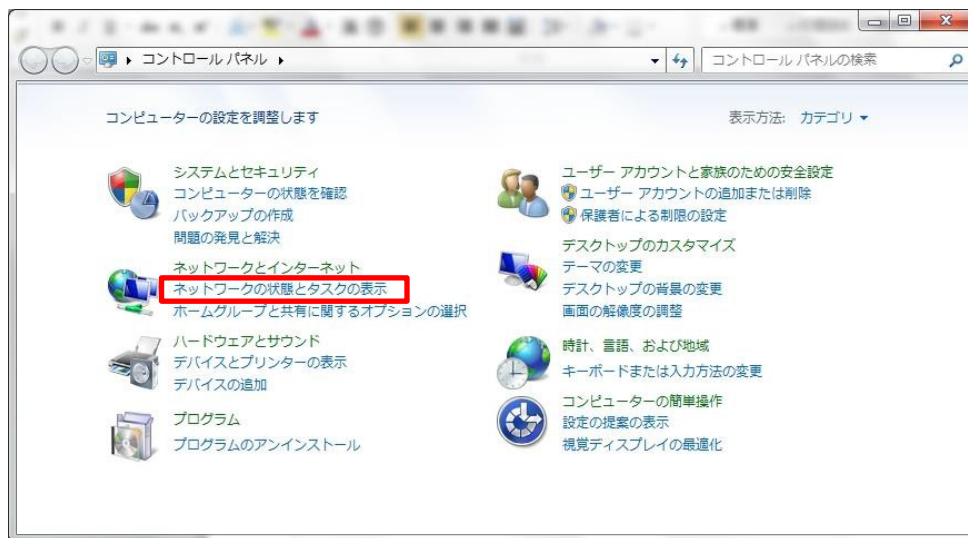 コントロール パネル
コントロール パネルの検索
コンピューターの設定を調整します
表示方法: カテゴリ
システムとセキュリティ
コンピューターの状態を確認
バックアップの作成
問題の発見と解決
ネットワークとインターネット
ネットワークの状態とタスクの表示
ホームグループと共有に関するオプションの選択
ハードウェアとサウンド
デバイスとプリンターの表示
デバイスの追加
プログラム
プログラムのアンインストール
ユーザー アカウントと家族のための安全設定
ユーザー アカウントの追加または削除
保護者による制限の設定
デスクトップのカスタマイズ
テーマの変更
デスクトップの背景の変更
画面の解像度の調整
時計、言語、および地域
キーボードまたは入力方法の変更
コンピューターの簡単操作
設定の提案の表示
視覚ディスプレイの最適化